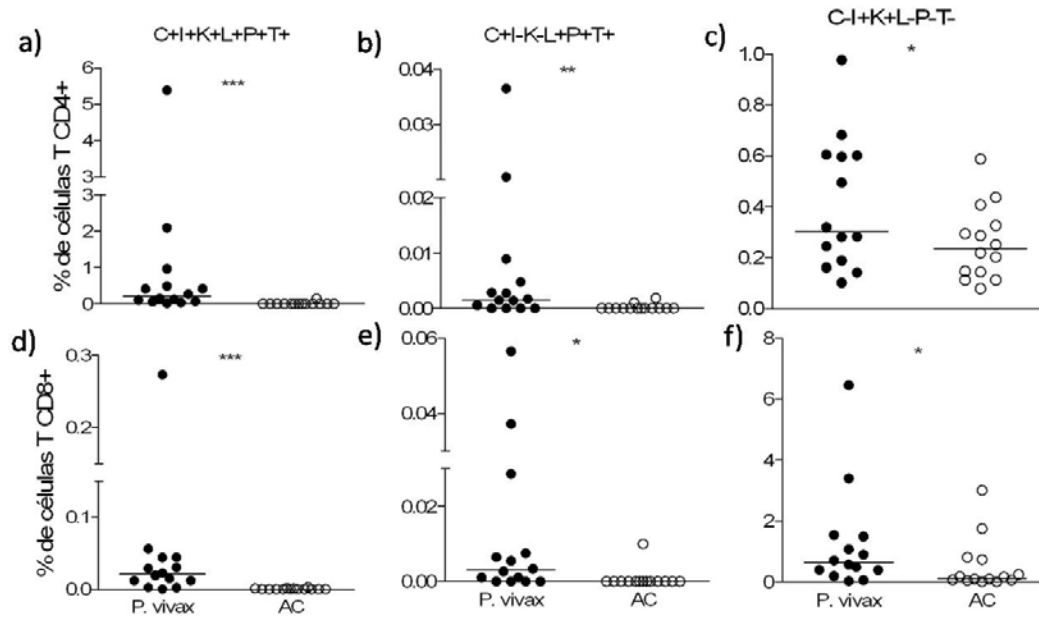 a)
C+I+K+L+P+T+
b)
C+I-K-L+P+T+
c)
C-I+K+L-P-T-
% de células T CD4+
6
5
4
3
3
2
1
0
***
0.04
0.03
0.02
0.01
0.00
**
1.0
0.8
0.6
0.4
0.2
0.0
*
d)
e)
f)
% de células T CD8+
0.3
0.2
0.1
0.0
***
0.06
0.04
0.02
0.00
*
8
6
4
2
0
*
P. vivax
AC
P. vivax
AC
P. vivax
AC